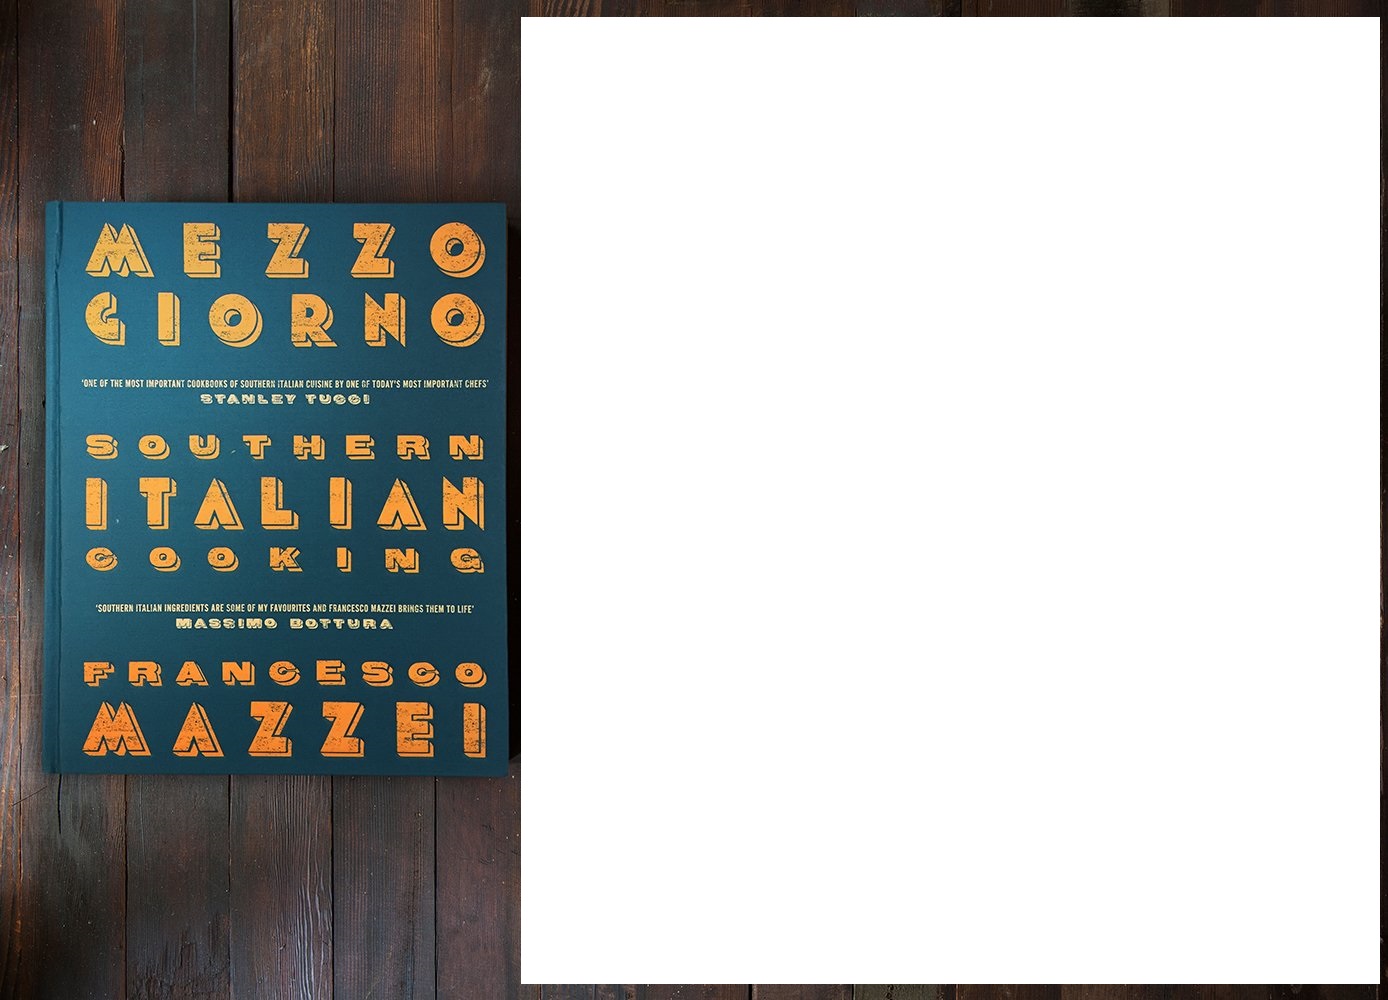 MEZZO
GIORNO
'ONE OF THE MOST IMPORTANT COOKBOOKS OF SOUTHERN ITALIAN CUISINE BY ONE OF TODAY'S MOST IMPORTANT CHEFS'
STANLEY TUCCI
SOUTHERN
ITALIAN
COOKING
'SOUTHERN ITALIAN INGREDIENTS ARE SOME OF MY FAVOURITES AND FRANCESCO MAZZEI BRINGS THEM TO LIFE'
MASSIMO BOTTURA
FRANCESCO
MAZZEI